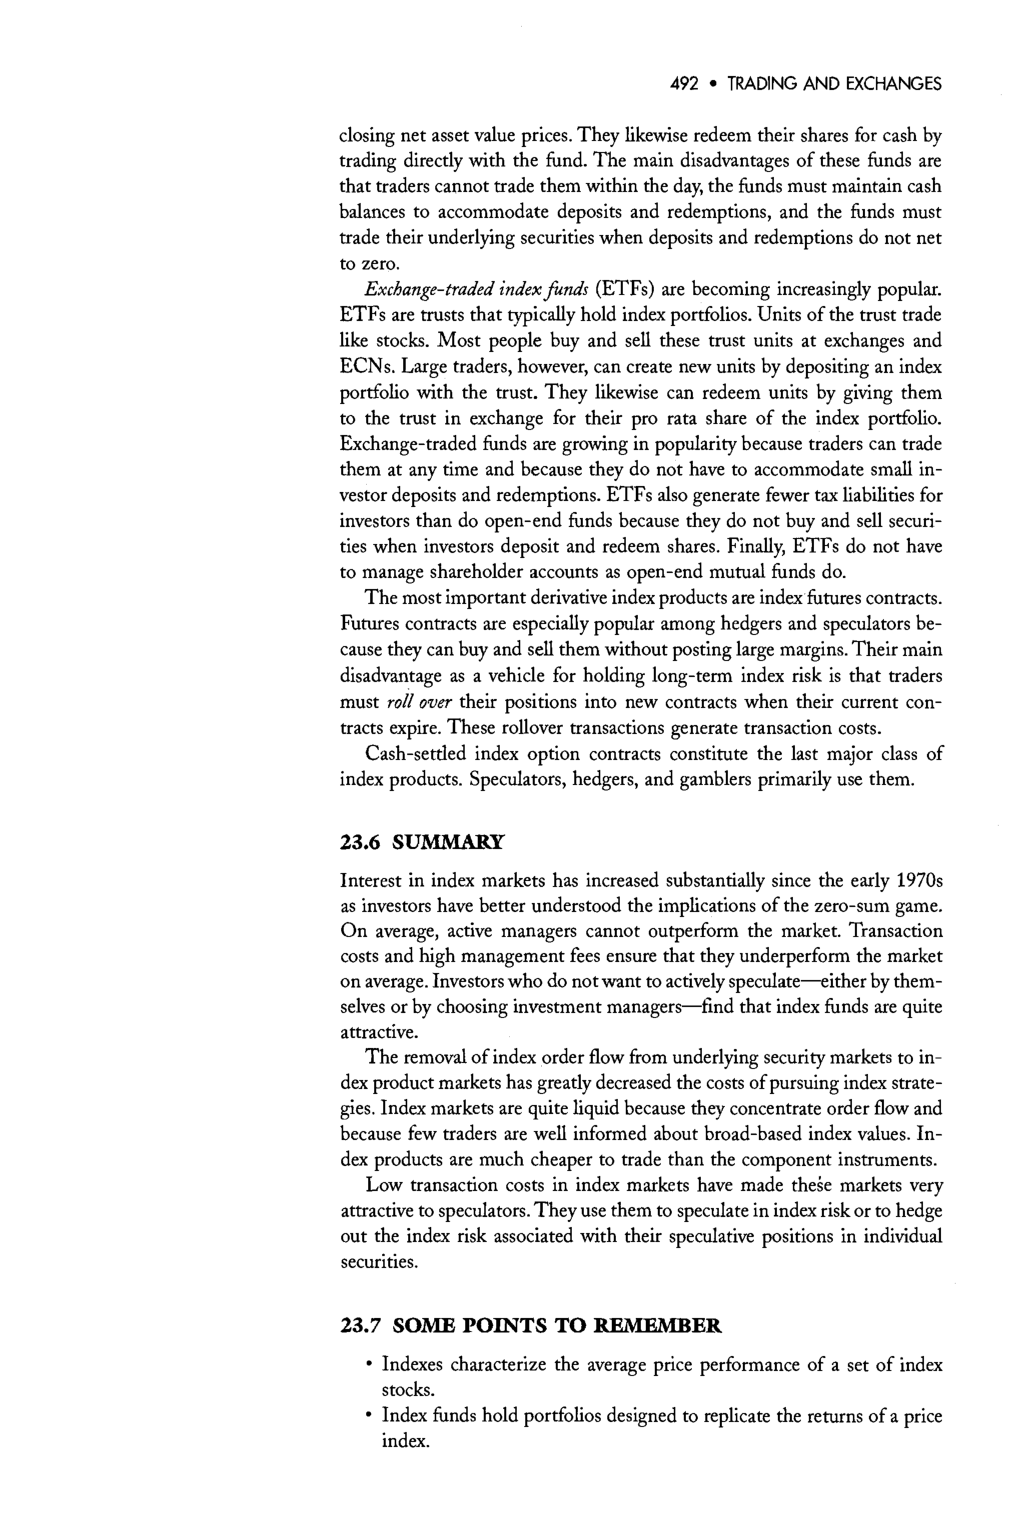 492 • TRADING AND EXCHANGES
closing net asset value prices. They likewise redeem their shares for cash by
trading directly with the fund. The main disadvantages of these funds are
that traders cannot trade them within the day, the funds must maintain cash
balances to accommodate deposits and redemptions, and the funds must
trade their underlying securities when deposits and redemptions do not net
to zero.
Exchange-traded index funds (ETFs) are becoming increasingly popular.
ETFs are trusts that typically hold index portfolios. Units of the trust trade
like stocks. Most people buy and sell these trust units at exchanges and
ECNs. Large traders, however, can create new units by depositing an index
portfolio with the trust. They likewise can redeem units by giving them
to the trust in exchange for their pro rata share of the index portfolio.
Exchange-traded funds are growing in popularity because traders can trade
them at any time and because they do not have to accommodate small in-
vestor deposits and redemptions. ETFs also generate fewer tax liabilities for
investors than do open-end funds because they do not buy and sell securi-
ties when investors deposit and redeem shares. Finally, ETFs do not have
to manage shareholder accounts as open-end mutual funds do.
The most important derivative index products are index futures contracts.
Futures contracts are especially popular among hedgers and speculators be-
cause they can buy and sell them without posting large margins. Their main
disadvantage as a vehicle for holding long-term index risk is that traders
must roll over their positions into new contracts when their current con-
tracts expire. These rollover transactions generate transaction costs.
Cash-settled index option contracts constitute the last major class of
index products. Speculators, hedgers, and gamblers primarily use them.
23.6 SUMMARY
Interest in index markets has increased substantially since the early 1970s
as investors have better understood the implications of the zero-sum game.
On average, active managers cannot outperform the market. Transaction
costs and high management fees ensure that they underperform the market
on average. Investors who do not want to actively speculate—either by them-
selves or by choosing investment managers—find that index funds are quite
attractive.
The removal of index order flow from underlying security markets to in-
dex product markets has greatly decreased the costs of pursuing index strate-
gies. Index markets are quite liquid because they concentrate order flow and
because few traders are well informed about broad-based index values. In-
dex products are much cheaper to trade than the component instruments.
Low transaction costs in index markets have made these markets very
attractive to speculators. They use them to speculate in index risk or to hedge
out the index risk associated with their speculative positions in individual
securities.
23.7 SOME POINTS TO REMEMBER
• Indexes characterize the average price performance of a set of index
stocks.
• Index funds hold portfolios designed to replicate the returns of a price
index.